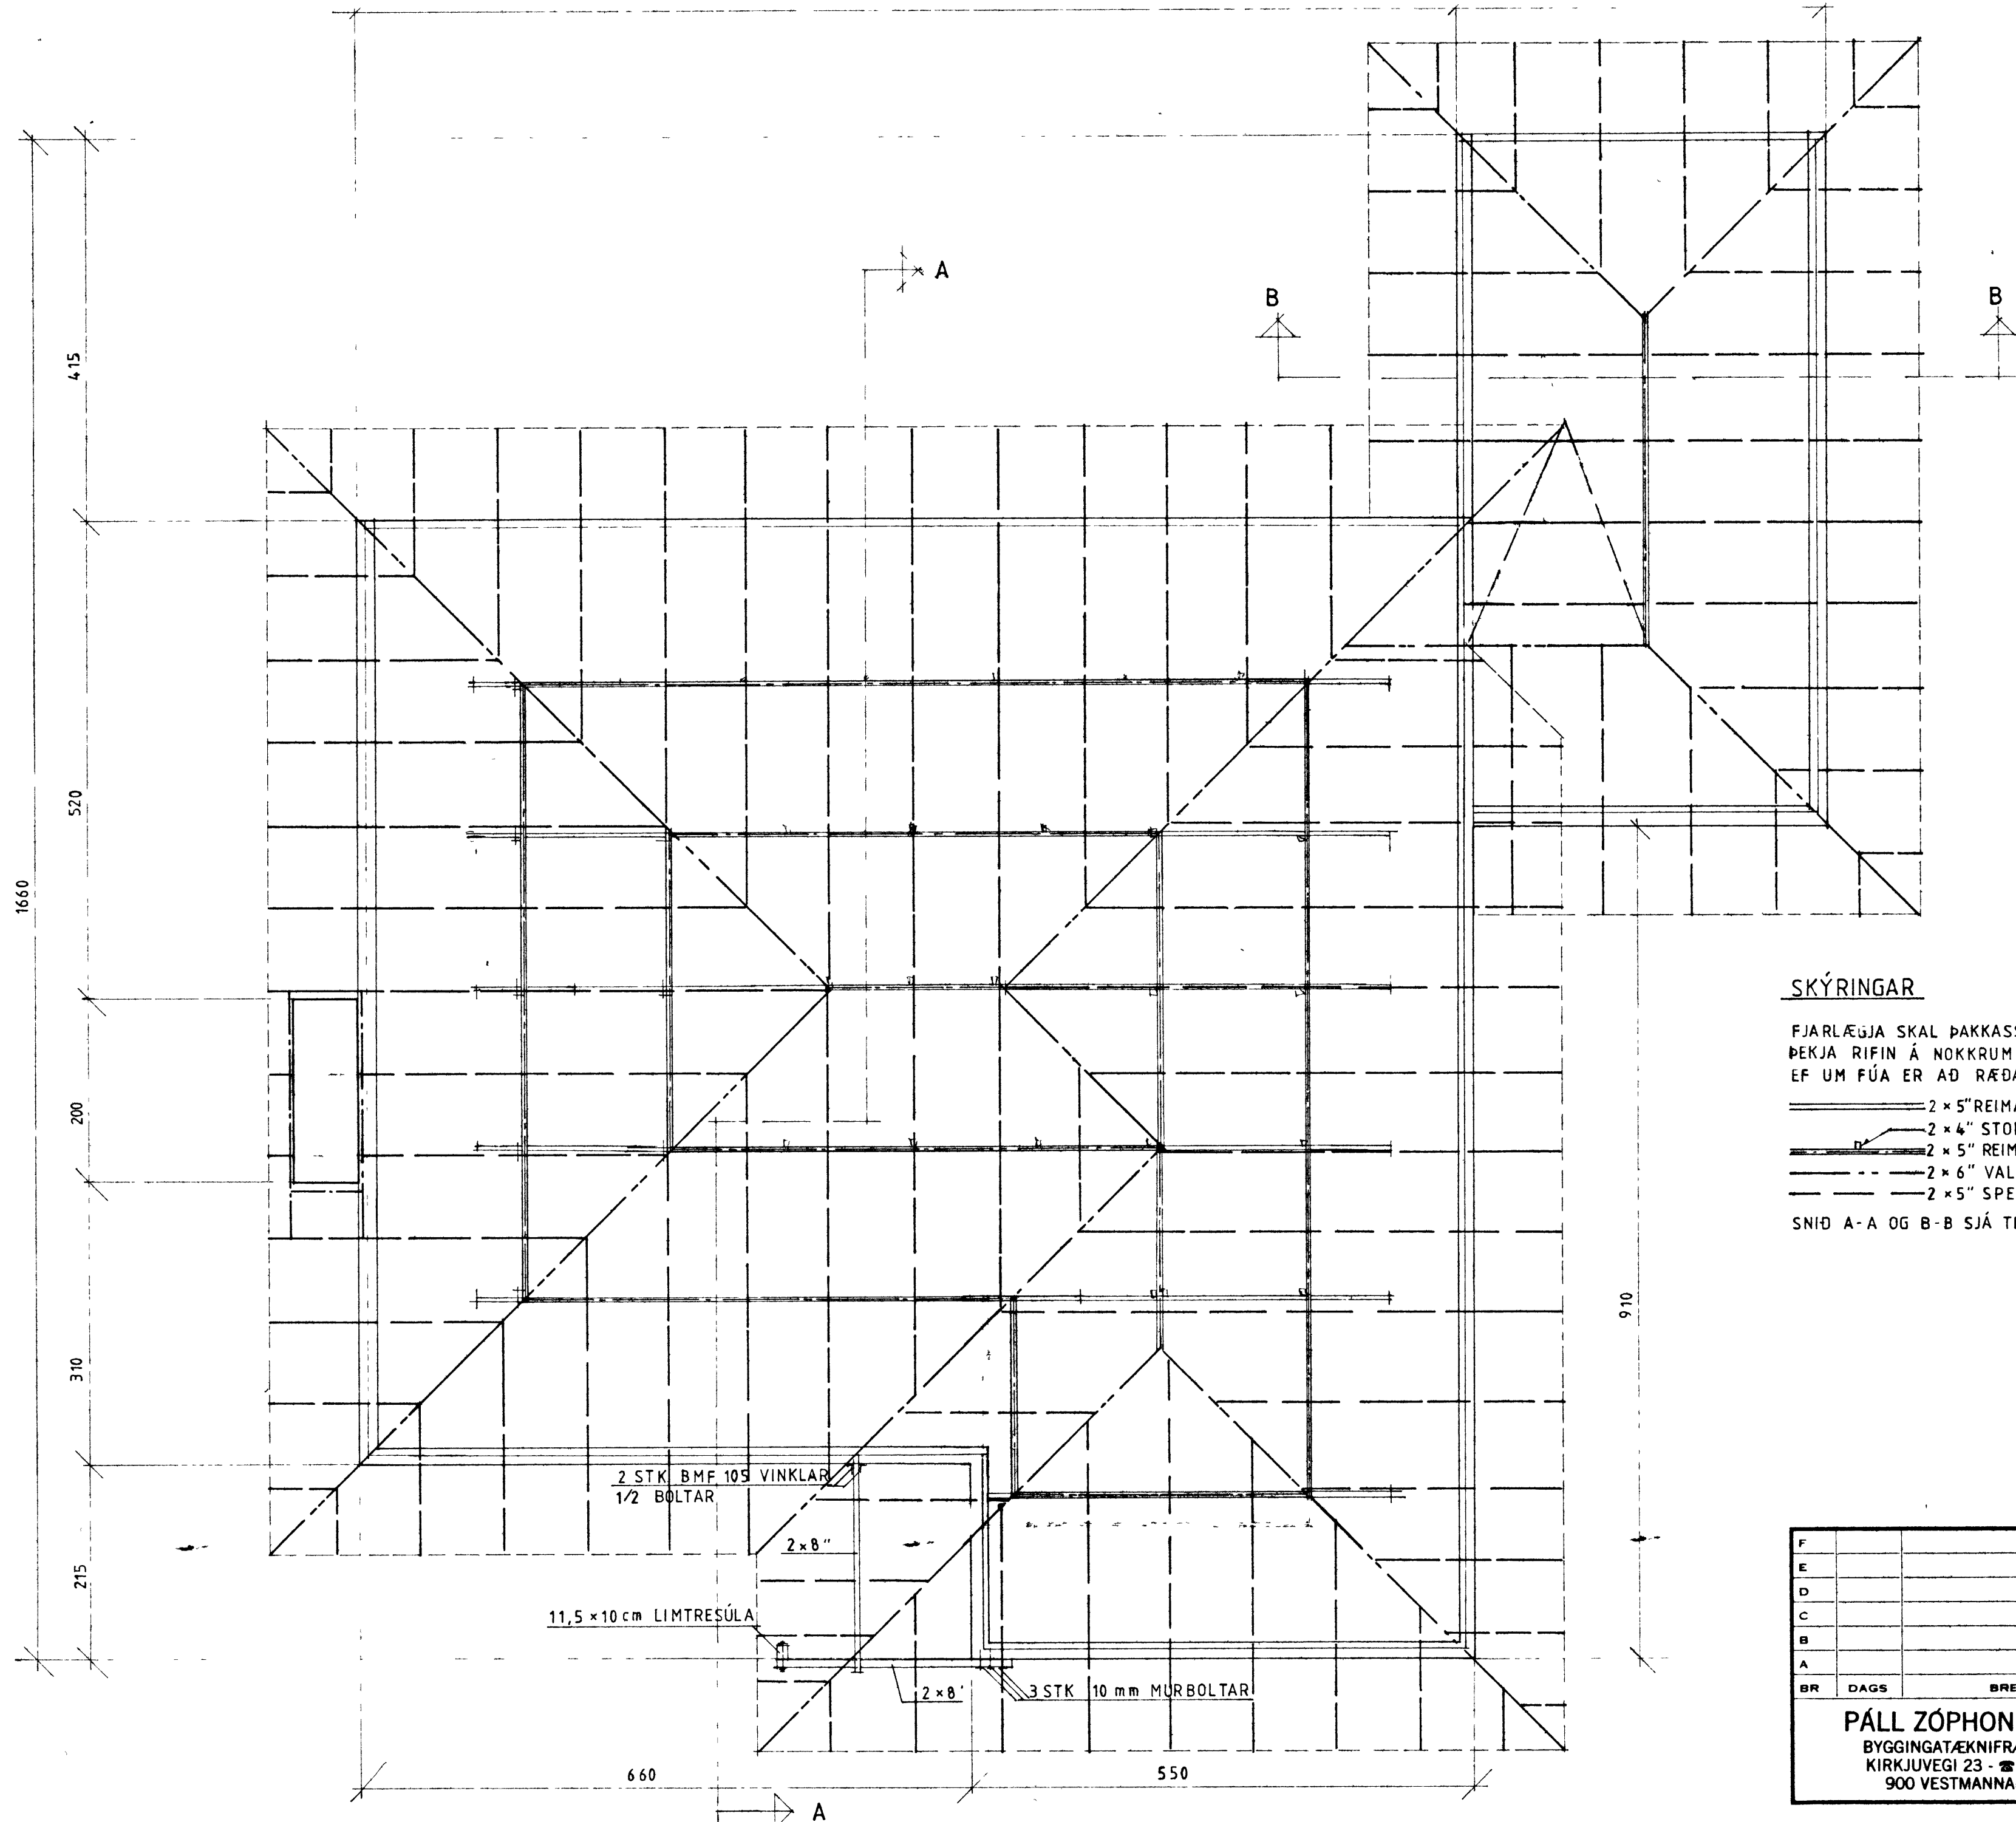 A
B
B
415
520
1660
200
310
215
910
SKÝRINGAR
FJARLÆGJA SKAL ÞAKKASS
ÞEKJA RIFIN Á NOKKRUM
EF UM FÚA ER AÐ RÆÐA
2 × 5" REIMA
2 × 4" STO
2 × 5" REIM
2 × 6" VAL
2 × 5" SPE
SNIÐ A-A OG B-B SJÁ
2 STK BMF 105 VINKLAR
1/2 BOLTAR
2×8"
11,5 × 10 cm LIMTRESÚLA
2×8'
3 STK 10 mm MÚRBOLTAR
660
550
A
F
E
D
C
B
A
BR DAGS BRE
PÁLL ZÓPHON
BYGGINGATÆKNIFR
KIRKJUVEGI 23 - ☎
900 VESTMANNA